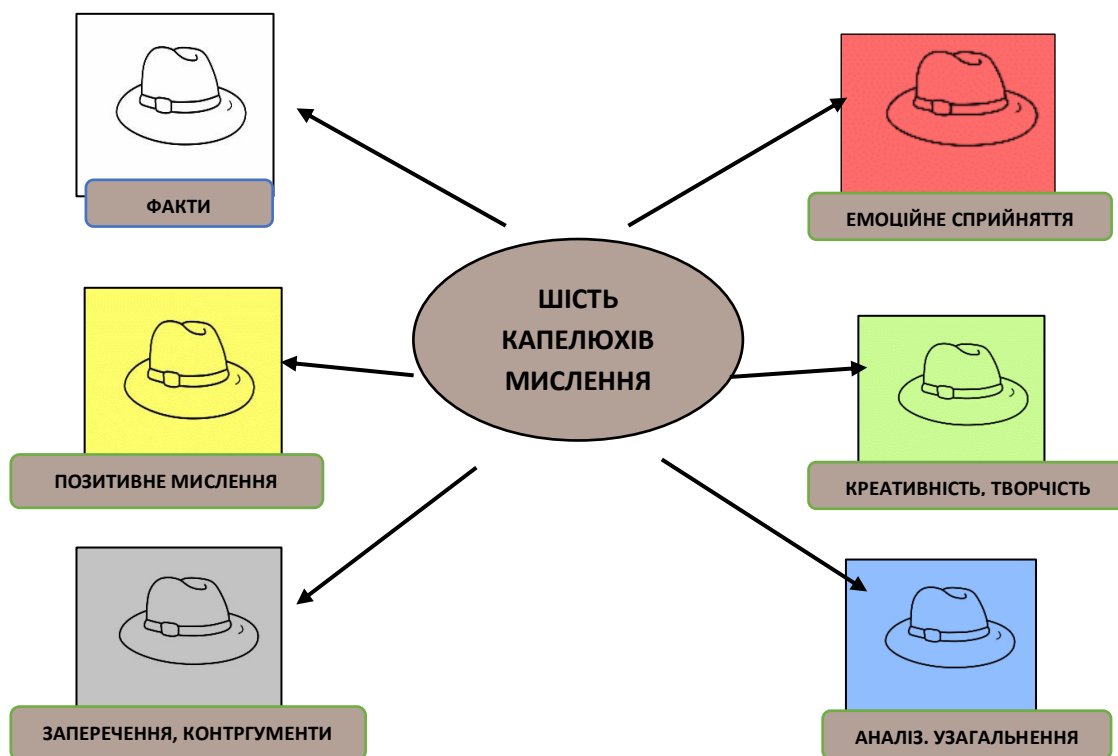 ФАКТИ
ЕМОЦІЙНЕ СПРИЙНЯТТЯ
ШІСТЬ
КАПЕЛЮХІВ
МИСЛЕННЯ
ПОЗИТИВНЕ МИСЛЕННЯ
КРЕАТИВНІСТЬ, ТВОРЧІСТЬ
ЗАПЕРЕЧЕННЯ, КОНТРГУМЕНТИ
АНАЛІЗ. УЗАГАЛЬНЕННЯ